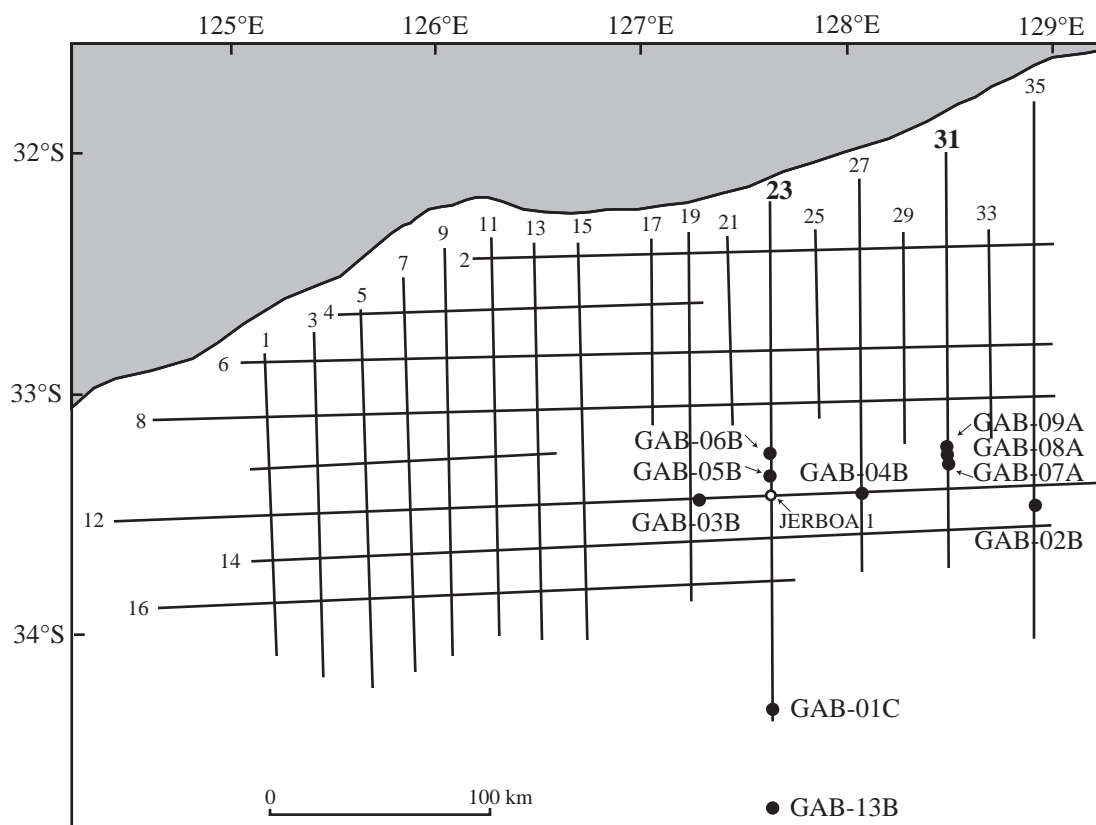 125°E 126°E 127°E 128°E 129°E
35
32°S
31
27
23
11 13 15 17 19 21 25 29 33
9
2
7
5
4
3
1
6
33°S
8
GAB-09A
GAB-06B
GAB-08A
GAB-05B GAB-04B GAB-07A
12
GAB-03B JERBOA 1
GAB-02B
14
16
34°S
GAB-01C
0 100 km
GAB-13B